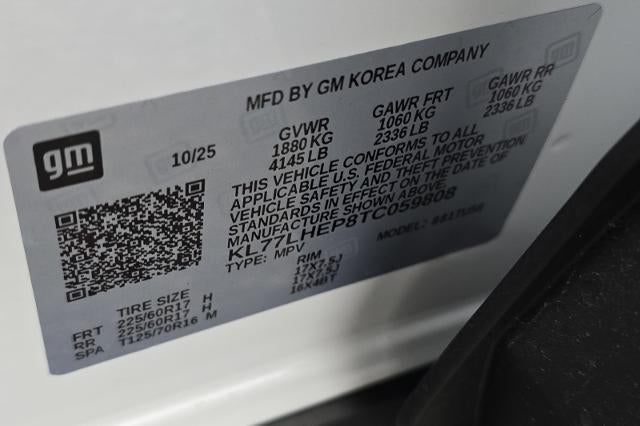 MFD BY GM KOREA COMPANY
gm
10/25
GVWR
1880 KG
4145 LB
GAWR FRT
1060 KG
2336 LB
GAWR RR
1060 KG
2336 LB
THIS VEHICLE CONFORMS TO ALL
APPLICABLE U.S. FEDERAL MOTOR
VEHICLE SAFETY AND THEFT PREVENTION
STANDARDS IN EFFECT ON THE DATE OF
MANUFACTURE SHOWN ABOVE.
KL77LHEP8TC059808
TYPE: MPV
MODEL:
TIRE SIZE
RIM
FRT 225/60R17 H 17X7.5J
RR 225/60R17 H 17X7.5J
SPA T125/70R16 M 16X4BT